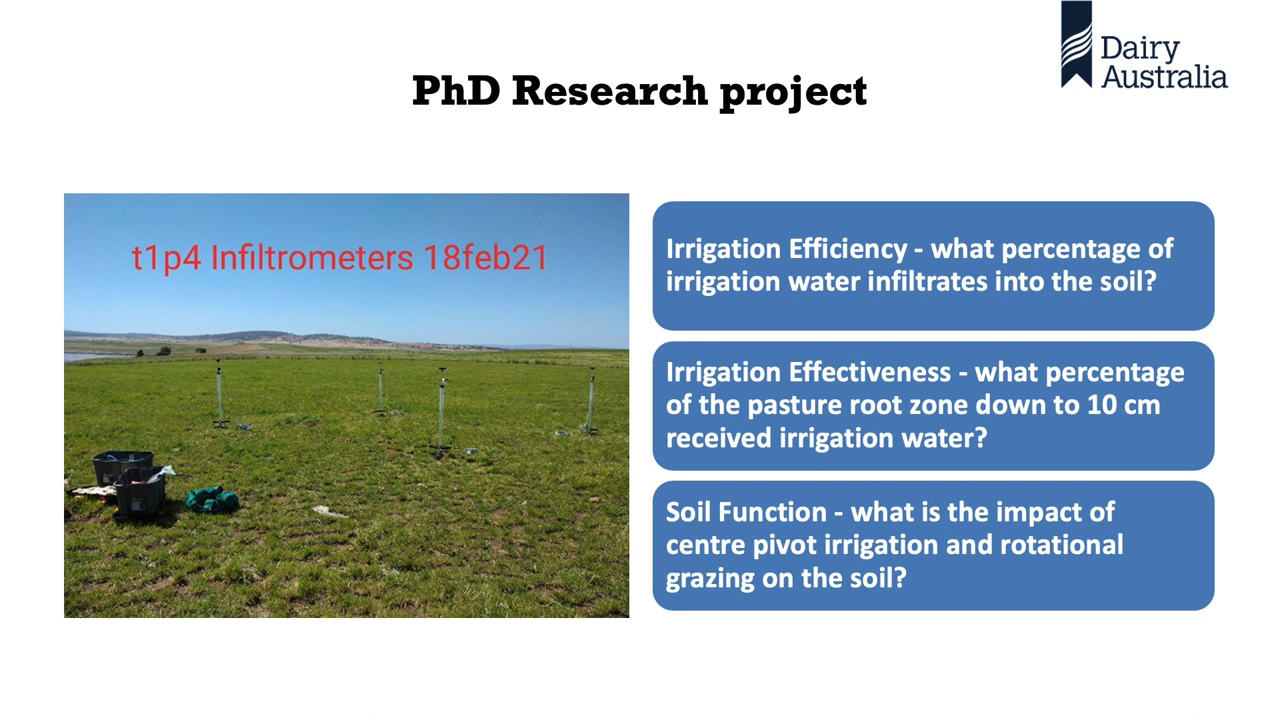 Dairy
Australia
PhD Research project
t1p4 Infiltrometers 18feb21
Irrigation Efficiency - what percentage of
irrigation water infiltrates into the soil?
Irrigation Effectiveness - what percentage
of the pasture root zone down to 10 cm
received irrigation water?
Soil Function - what is the impact of
centre pivot irrigation and rotational
grazing on the soil?